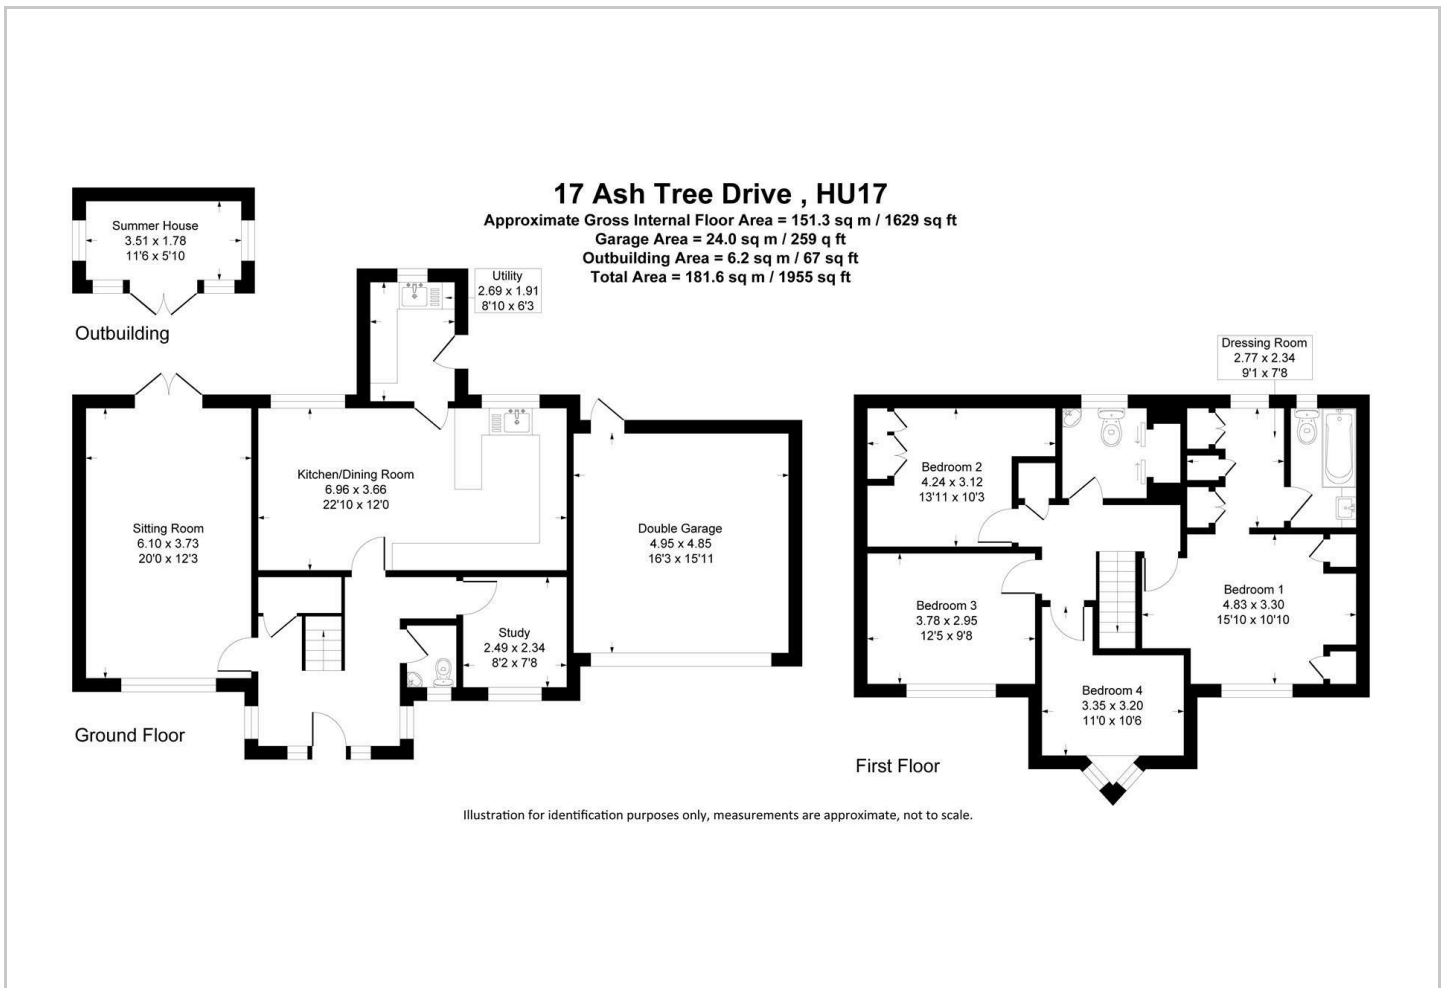 17 Ash Tree Drive , HU17
Approximate Gross Internal Floor Area = 151.3 sq m / 1629 sq ft
Garage Area = 24.0 sq m / 259 q ft
Outbuilding Area = 6.2 sq m / 67 sq ft
Total Area = 181.6 sq m / 1955 sq ft
Summer House
3.51 x 1.78
11'6 x 5'10
Outbuilding
Utility
2.69 x 1.91
8'10 x 6'3
Kitchen/Dining Room
6.96 x 3.66
22'10 x 12'0
Sitting Room
6.10 x 3.73
20'0 x 12'3
Double Garage
4.95 x 4.85
16'3 x 15'11
Study
2.49 x 2.34
8'2 x 7'8
Ground Floor
Dressing Room
2.77 x 2.34
9'1 x 7'8
Bedroom 2
4.24 x 3.12
13'11 x 10'3
Bedroom 3
3.78 x 2.95
12'5 x 9'8
Bedroom 1
4.83 x 3.30
15'10 x 10'10
Bedroom 4
3.35 x 3.20
11'0 x 10'6
First Floor
Illustration for identification purposes only, measurements are approximate, not to scale.